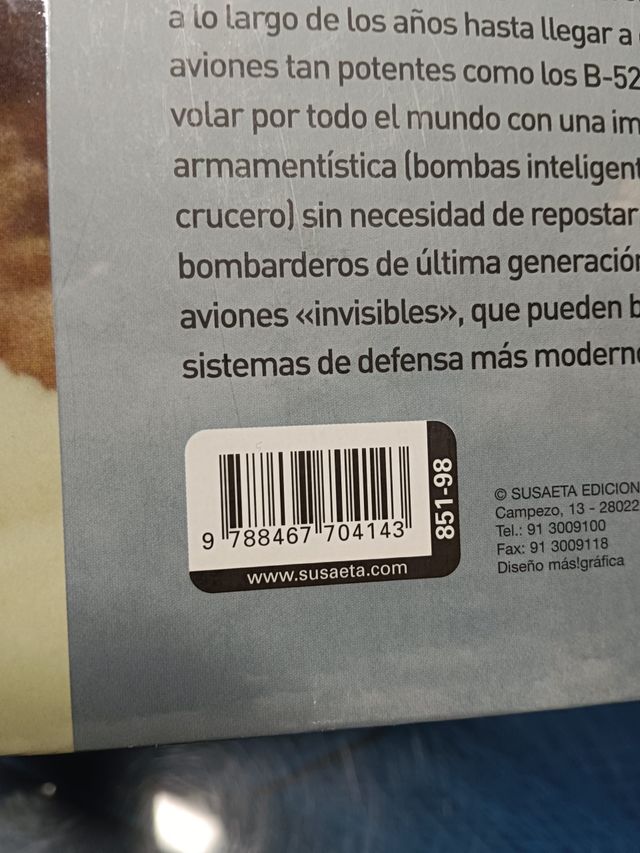 a lo largo de los años hasta llegar a
aviones tan potentes como los B-52
volar por todo el mundo con una
armamentística (bombas
crucero) sin necesidad de repostar
bombarderos de última generación
aviones «invisibles», que pueden
sistemas de defensa más
851-98
9 788467 704143
www.susaeta.com
© SUSAETA
Campezo, 13 - 28022
Tel.: 91 3009100
Fax: 91 3009118
Diseño más!gráfica